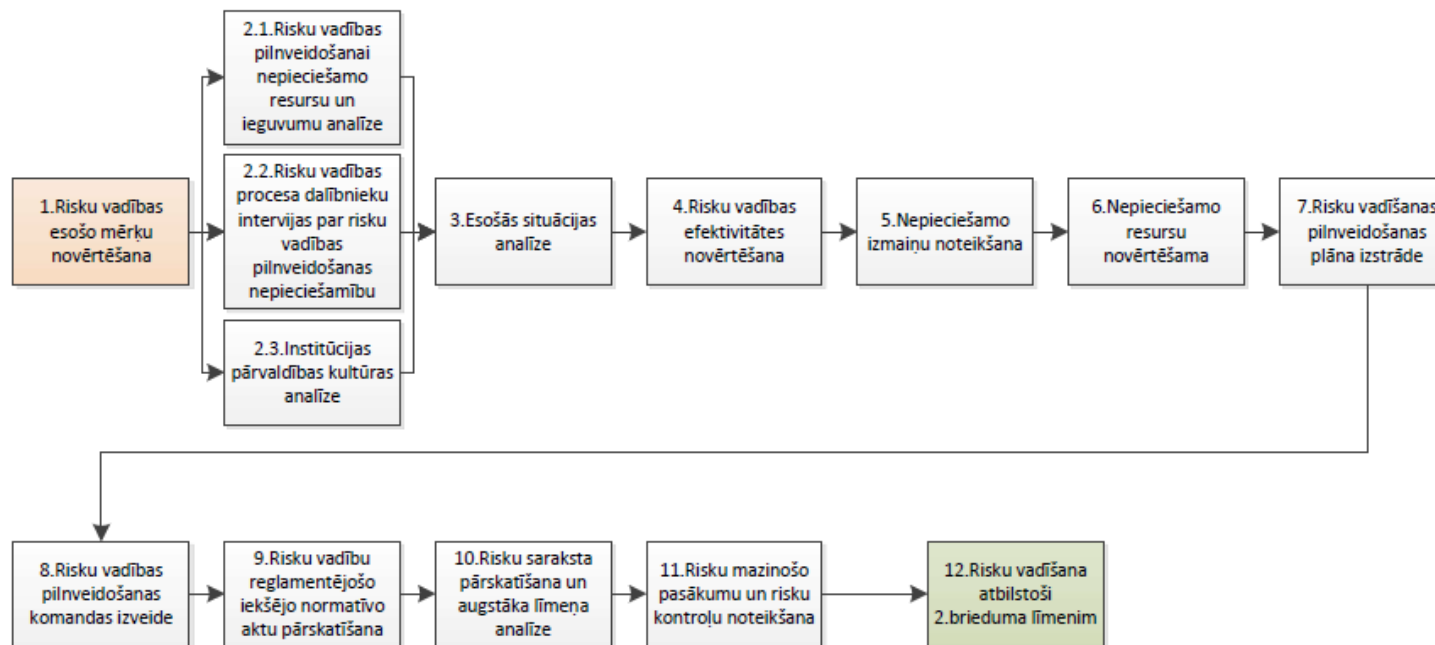 2.1.Risku vadības
pilnveidošanai
nepieciešamo
resursu un
ieguvumu analīze
1.Risku vadības
esošo mērķu
novērtēšana
2.2.Risku vadības
procesa dalībnieku
intervijas par risku
vadības
pilnveidošanas
nepieciešamību
2.3.Institūcijas
pārvaldības kultūras
analīze
3.Esošās situācijas
analīze
4.Risku vadības
efektivitātes
novērtēšana
5.Nepieciešamo
izmaiņu noteikšana
6.Nepieciešamo
resursu
novērtēšama
7.Risku vadīšanas
pilnveidošanas
plāna izstrāde
8.Risku vadības
pilnveidošanas
komandas izveide
9.Risku vadību
reglamentējošo
iekšējo normatīvo
aktu pārskatīšana
10.Risku saraksta
pārskatīšana un
augstāka līmeņa
analīze
11.Risku mazinošo
pasākumu un risku
kontroļu noteikšana
12.Risku vadīšana
atbilstoši
2.brieduma līmenim